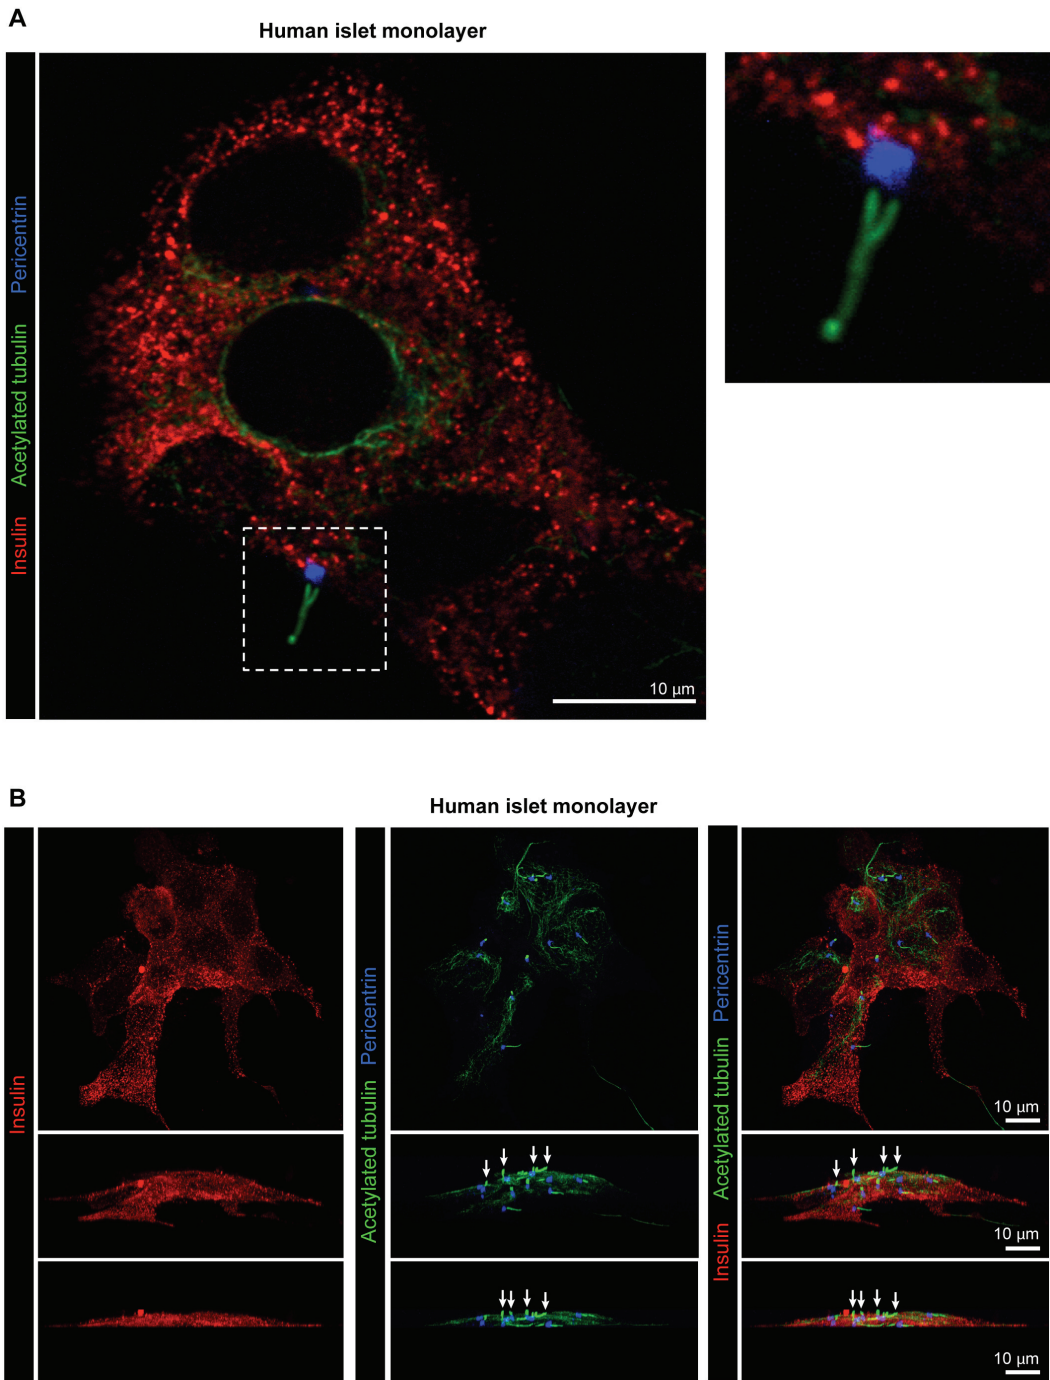 A
Human islet monolayer
Insulin Acetylated tubulin Pericentrin
10 µm
B
Human islet monolayer
Insulin
Acetylated tubulin Pericentrin
Insulin Acetylated tubulin Pericentrin
10 µm
10 µm
10 µm